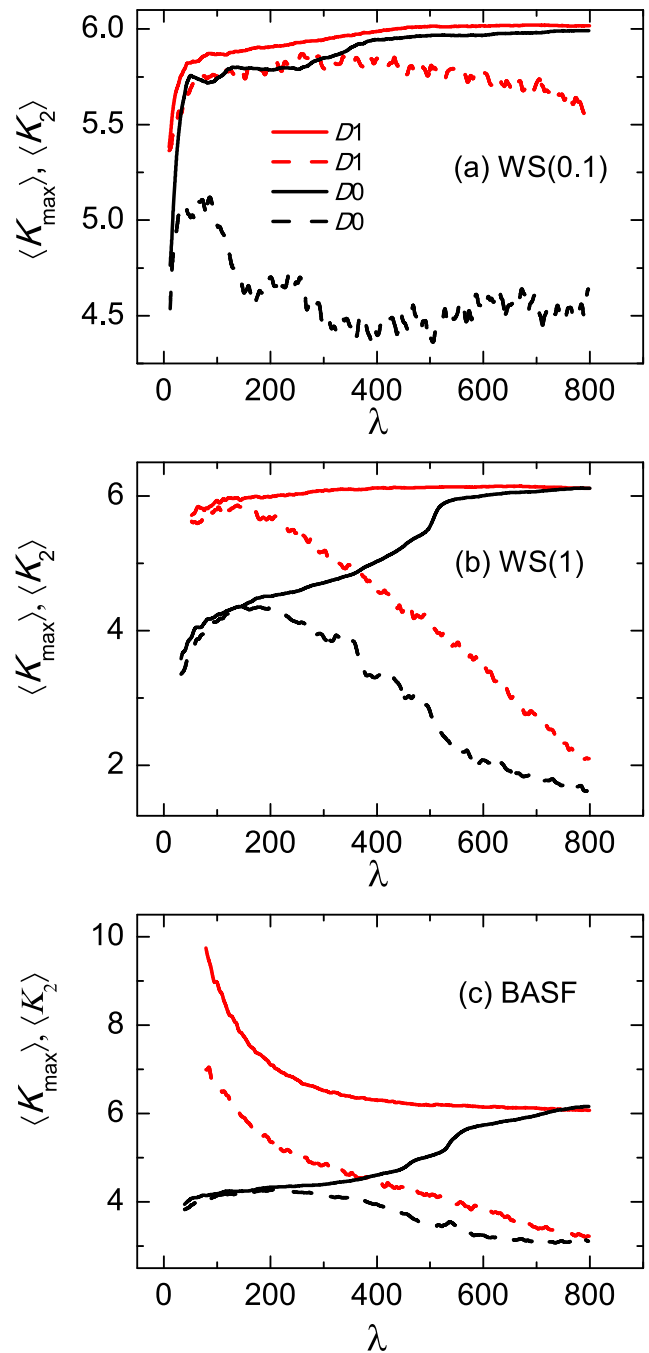 6.0
5.5
5.0
4.5
⟨K_max⟩, ⟨K_2⟩
D1
D1
D0
D0
(a) WS(0.1)
0 200 400 600 800
λ
6
4
2
⟨K_max⟩, ⟨K_2⟩
(b) WS(1)
0 200 400 600 800
λ
10
8
6
4
⟨K_max⟩, ⟨K_2⟩
(c) BASF
0 200 400 600 800
λ